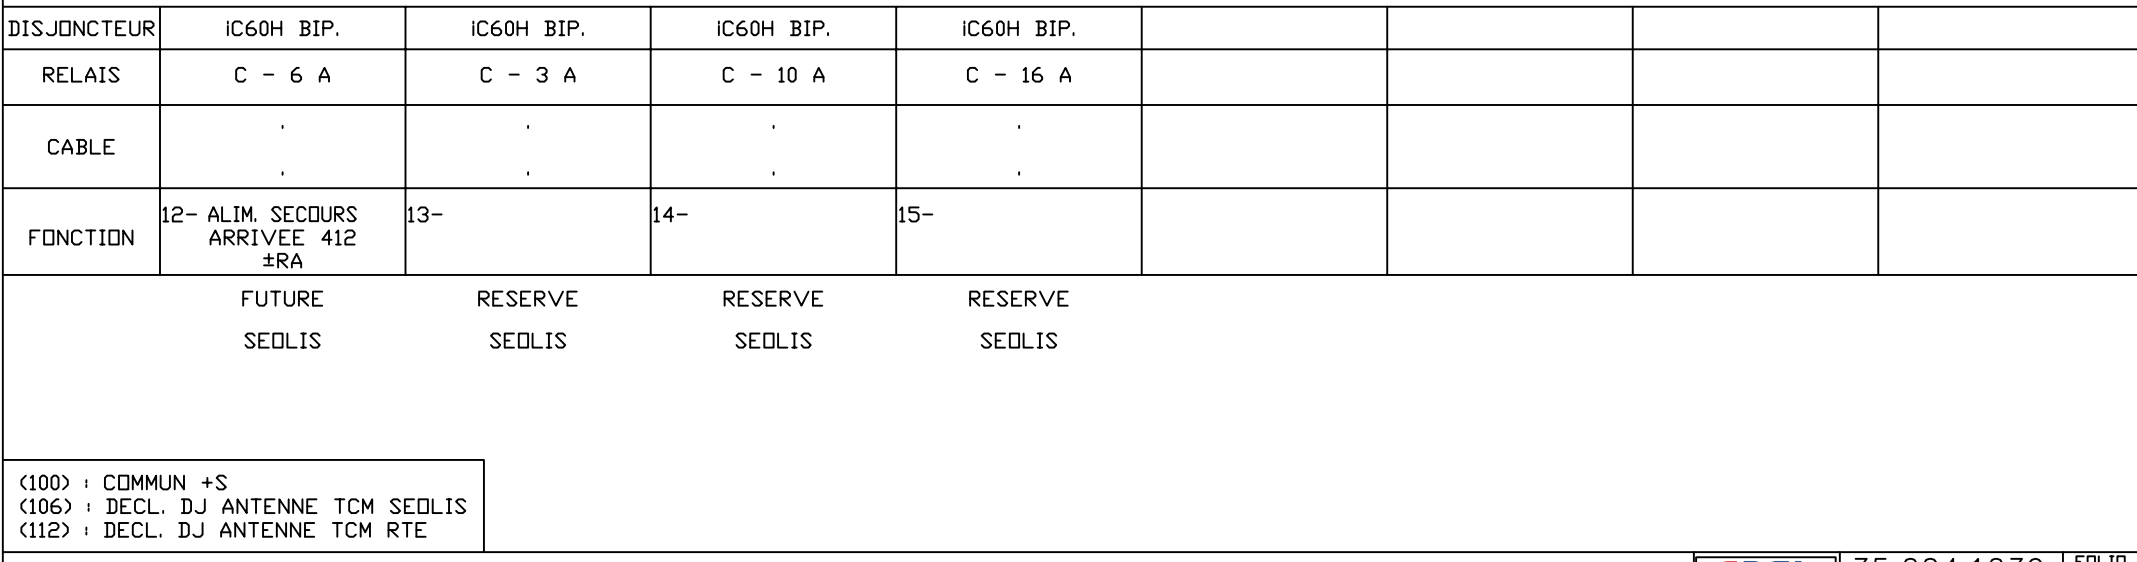 DISJONCTEUR iC60H BIP. iC60H BIP. iC60H BIP. iC60H BIP.
RELAIS C - 6 A C - 3 A C - 10 A C - 16 A
CABLE
FONCTION 12- ALIM. SECOURS 13- 14- 15-
ARRIVEE 412
±RA
FUTURE RESERVE RESERVE RESERVE
SEOLIS SEOLIS SEOLIS SEOLIS
(100) : COMMUN +S
(106) : DECL. DJ ANTENNE TCM SEOLIS
(112) : DECL. DJ ANTENNE TCM RTE
FOLIO